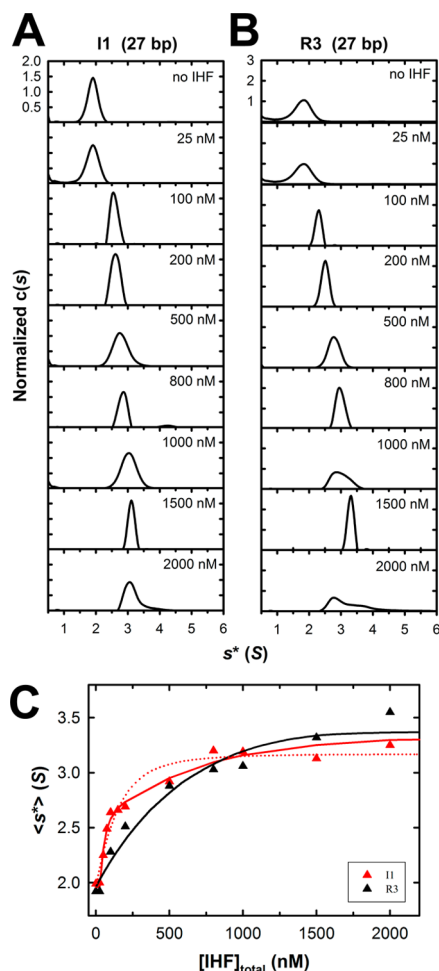 A I1 (27 bp)
B R3 (27 bp)
2.0
1.5
1.0
0.5
no IHF
25 nM
100 nM
200 nM
500 nM
800 nM
1000 nM
1500 nM
2000 nM
Normalized c(s)
1 2 3 4 5 6
3
2
1
no IHF
25 nM
100 nM
200 nM
500 nM
800 nM
1000 nM
1500 nM
2000 nM
1 2 3 4 5 6
s* (S)
C
3.5
3.0
2.5
2.0
<s*> (S)
I1
R3
0 500 1000 1500 2000
[IHF]total (nM)